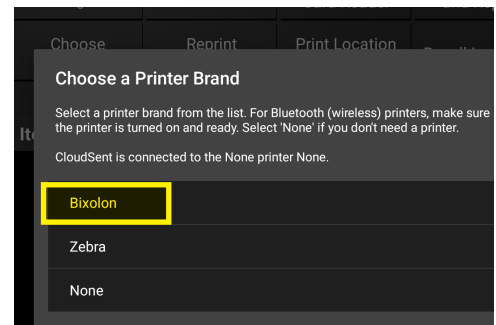 Choose
Reprint
Print Location
Choose a Printer Brand
Select a printer brand from the list. For Bluetooth (wireless) printers, make sure
the printer is turned on and ready. Select 'None' if you don't need a printer.
CloudSent is connected to the None printer None.
Bixolon
Zebra
None